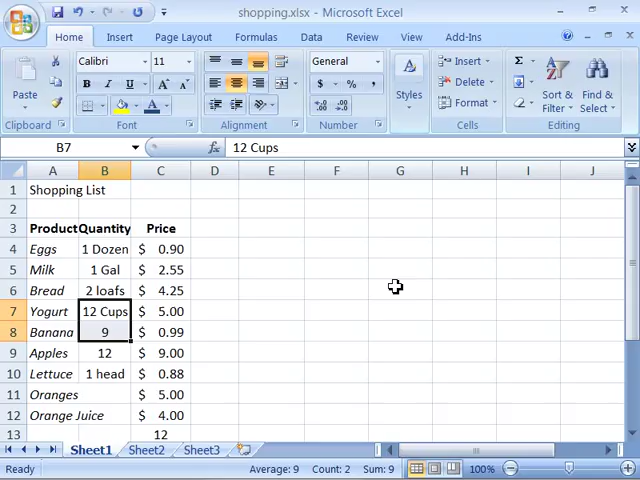 shopping.xlsx - Microsoft Excel
Home Insert Page Layout Formulas Data Review View Add-Ins
Calibri 11 General Insert Σ
Paste B I U A A $ % , Styles Delete Sort & Find &
A Format Filter Select
Clipboard Font Alignment Number Cells Editing
B7 fx 12 Cups
A B C D E F G H I J
1 Shopping List
2
3 Product Quantity Price
4 Eggs 1 Dozen $ 0.90
5 Milk 1 Gal $ 2.55
6 Bread 2 loafs $ 4.25
7 Yogurt 12 Cups $ 5.00
8 Banana 9 $ 0.99
9 Apples 12 $ 9.00
10 Lettuce 1 head $ 0.88
11 Oranges $ 5.00
12 Orange Juice $ 4.00
13 12
Sheet1 Sheet2 Sheet3
Ready Average: 9 Count: 2 Sum: 9 100%